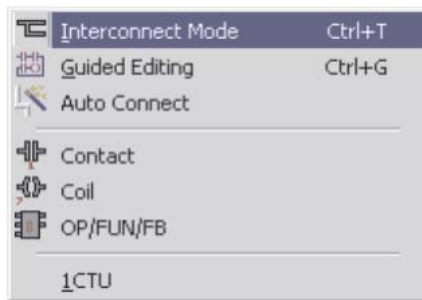 Interconnect Mode Ctrl+T
Guided Editing Ctrl+G
Auto Connect
Contact
Coil
OP/FUN/FB
1CTU